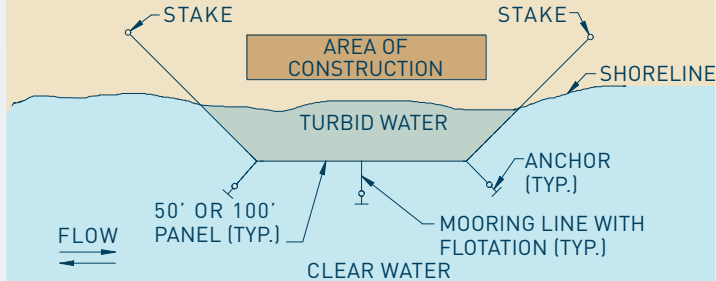 STAKE
STAKE
AREA OF
CONSTRUCTION
SHORELINE
TURBID WATER
ANCHOR
(TYP.)
50’ OR 100’
PANEL (TYP.)
MOORING LINE WITH
FLOTATION (TYP.)
FLOW
CLEAR WATER